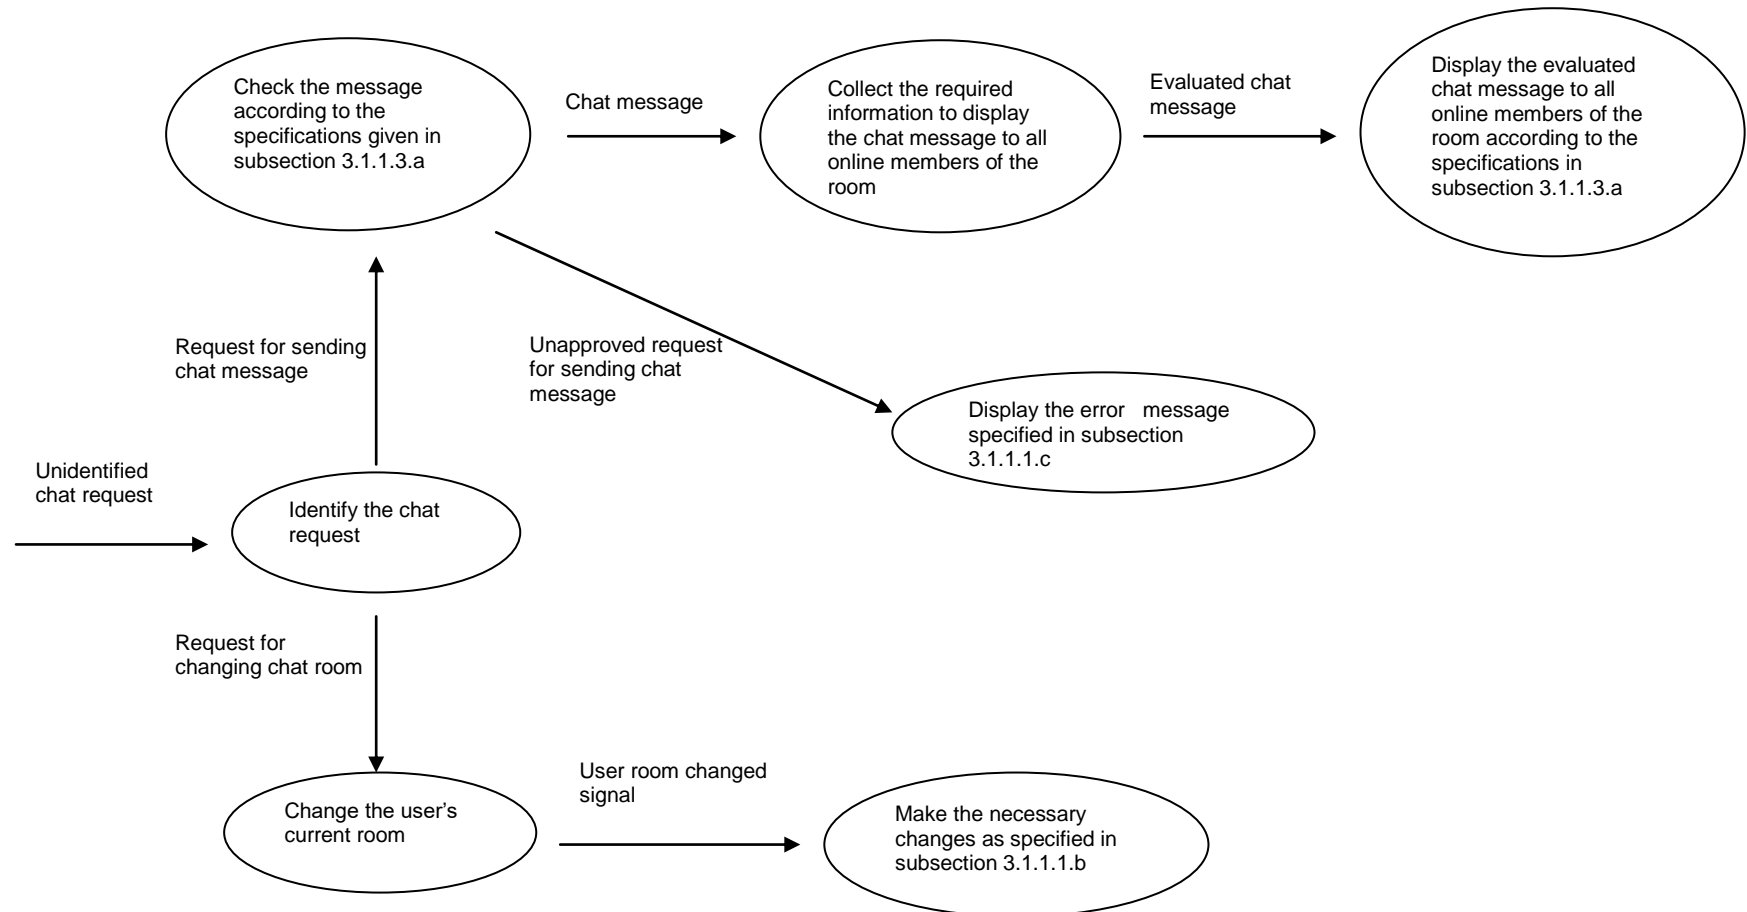 Check the message
according to the
specifications given in
subsection 3.1.1.3.a
Chat message
Collect the required
information to display
the chat message to all
online members of the
room
Evaluated chat
message
Display the evaluated
chat message to all
online members of the
room according to the
specifications in
subsection 3.1.1.3.a
Request for sending
chat message
Unapproved request
for sending chat
message
Display the error message
specified in subsection
3.1.1.1.c
Unidentified
chat request
Identify the chat
request
Request for
changing chat room
Change the user’s
current room
User room changed
signal
Make the necessary
changes as specified in
subsection 3.1.1.1.b